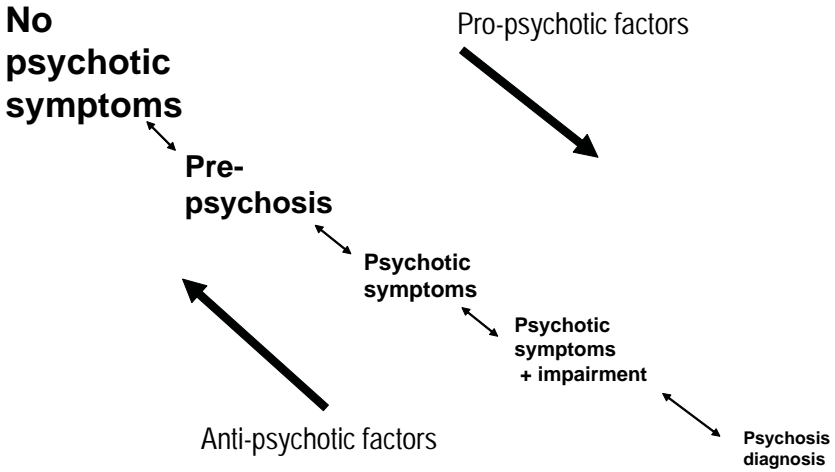 No
psychotic
symptoms
Pro-psychotic factors
Pre-
psychosis
Psychotic
symptoms
Psychotic
symptoms
+ impairment
Anti-psychotic factors
Psychosis
diagnosis